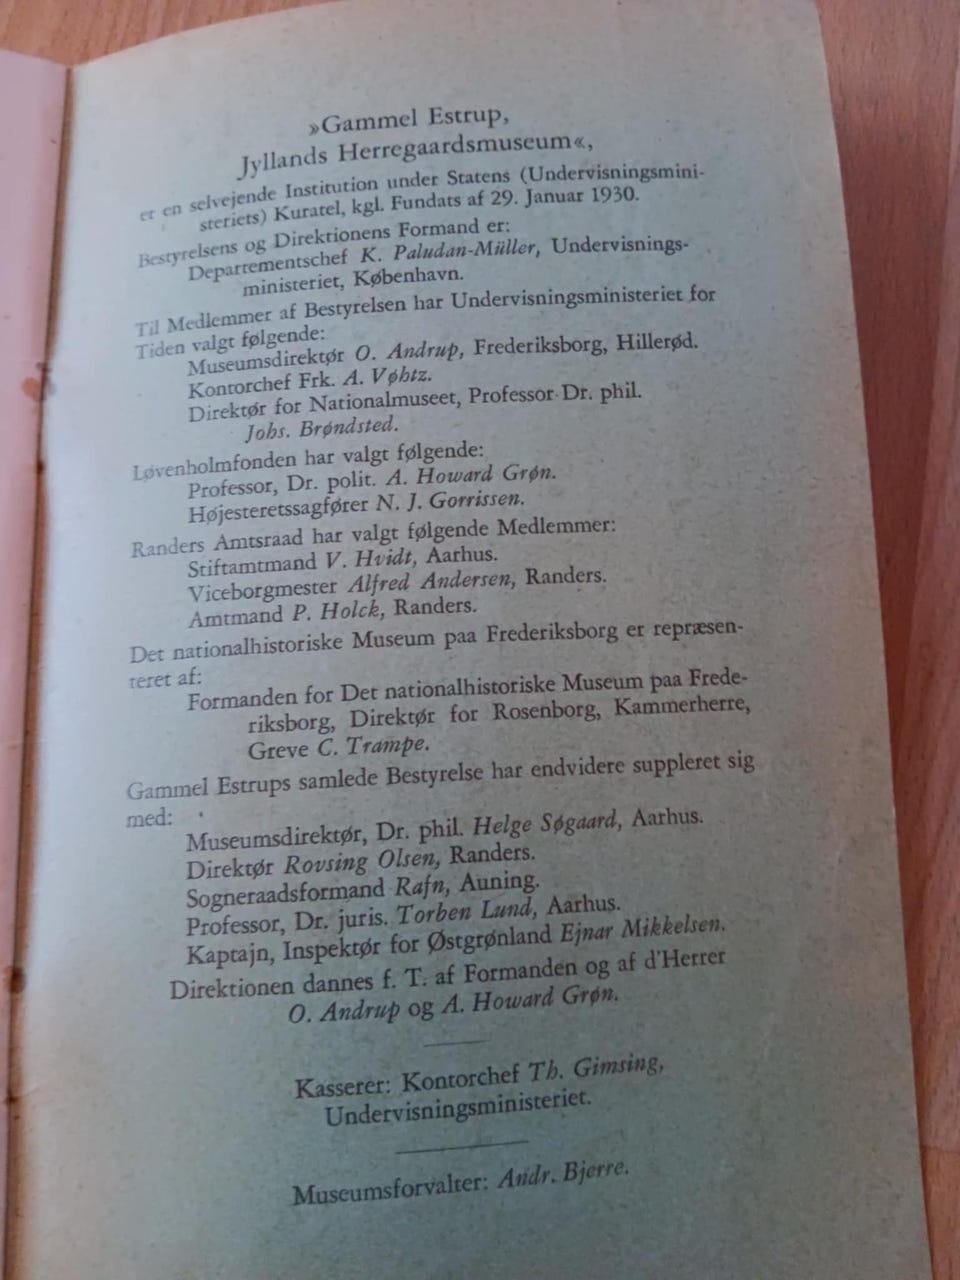 »Gammel Estrup,
Jyllands Herregaardsmuseum«,
er en selvejende Institution under Statens (Undervisningsmini-
steriets) Kuratel, kgl. Fundats af 29. Januar 1930.
Bestyrelsens og Direktionens Formand er:
Departementschef K. Paludan-Müller, Undervisnings-
ministeriet, København.
Til Medlemmer af Bestyrelsen har Undervisningsministeriet for
Tiden valgt følgende:
Museumsdirektør O. Andrup, Frederiksborg, Hillerød.
Kontorchef Frk. A. Vøhtz.
Direktør for Nationalmuseet, Professor Dr. phil.
Johs. Brøndsted.
Løvenholmfonden har valgt følgende:
Professor, Dr. polit. A. Howard Grøn.
Højesteretssagfører N. J. Gorrissen.
Randers Amtsraad har valgt følgende Medlemmer:
Stiftamtmand V. Hvidt, Aarhus.
Viceborgmester Alfred Andersen, Randers.
Amtmand P. Holck, Randers.
Det nationalhistoriske Museum paa Frederiksborg er repræsen-
teret af:
Formanden for Det nationalhistoriske Museum paa Frede-
riksborg, Direktør for Rosenborg, Kammerherre,
Greve C. Trampe.
Gammel Estrups samlede Bestyrelse har endvidere suppleret sig
med:
Museumsdirektør, Dr. phil. Helge Søgaard, Aarhus.
Direktør Rovsing Olsen, Randers.
Sogneraadsformand Rafn, Auning.
Professor, Dr. juris. Torben Lund, Aarhus.
Kaptajn, Inspektør for Østgrønland Ejnar Mikkelsen.
Direktionen dannes f. T. af Formanden og af d'Herrer
O. Andrup og A. Howard Grøn.
Kasserer: Kontorchef Th. Gimsing,
Undervisningsministeriet.
Museumsforvalter: Andr. Bjerre.